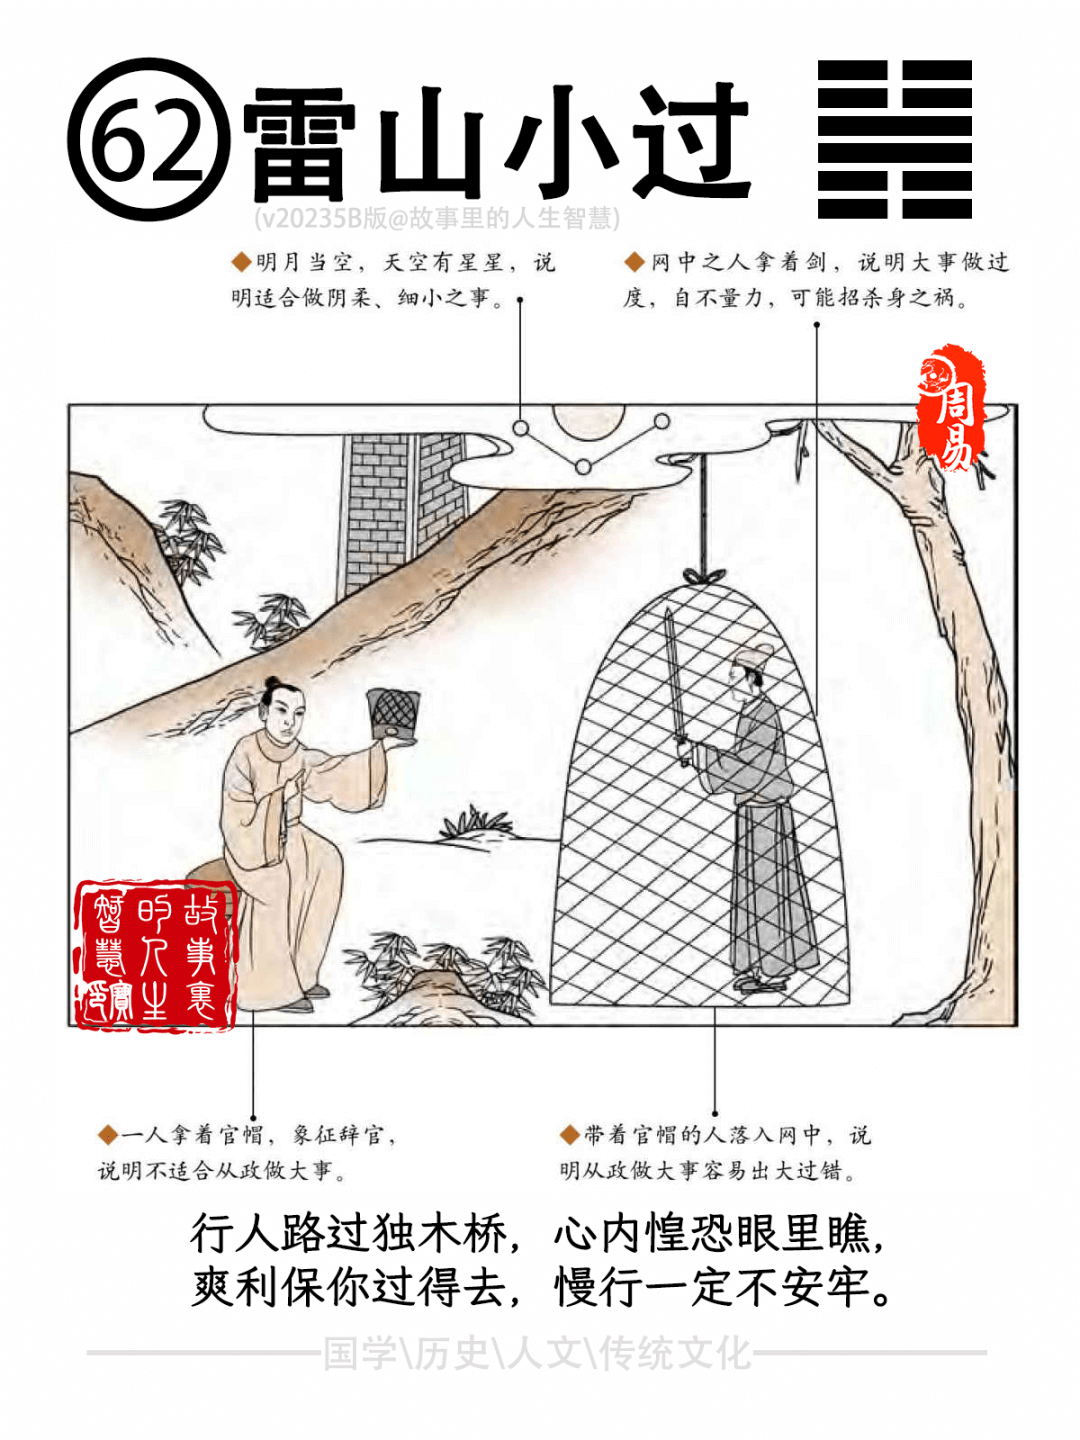 62 雷山小过
(v20235B版@故事里的人生智慧)
◆明月当空，天空有星星，说
明适合做阴柔、细小之事。
◆网中之人拿着剑，说明大事做过
度，自不量力，可能招杀身之祸。
周易
故事裏
的人生
智慧寶
◆一人拿着官帽，象征辞官，
说明不适合从政做大事。
◆带着官帽的人落入网中，说
明从政做大事容易出大过错。
行人路过独木桥，心内惶恐眼里瞧，
爽利保你过得去，慢行一定不安牢。
国学\历史\人文\传统文化